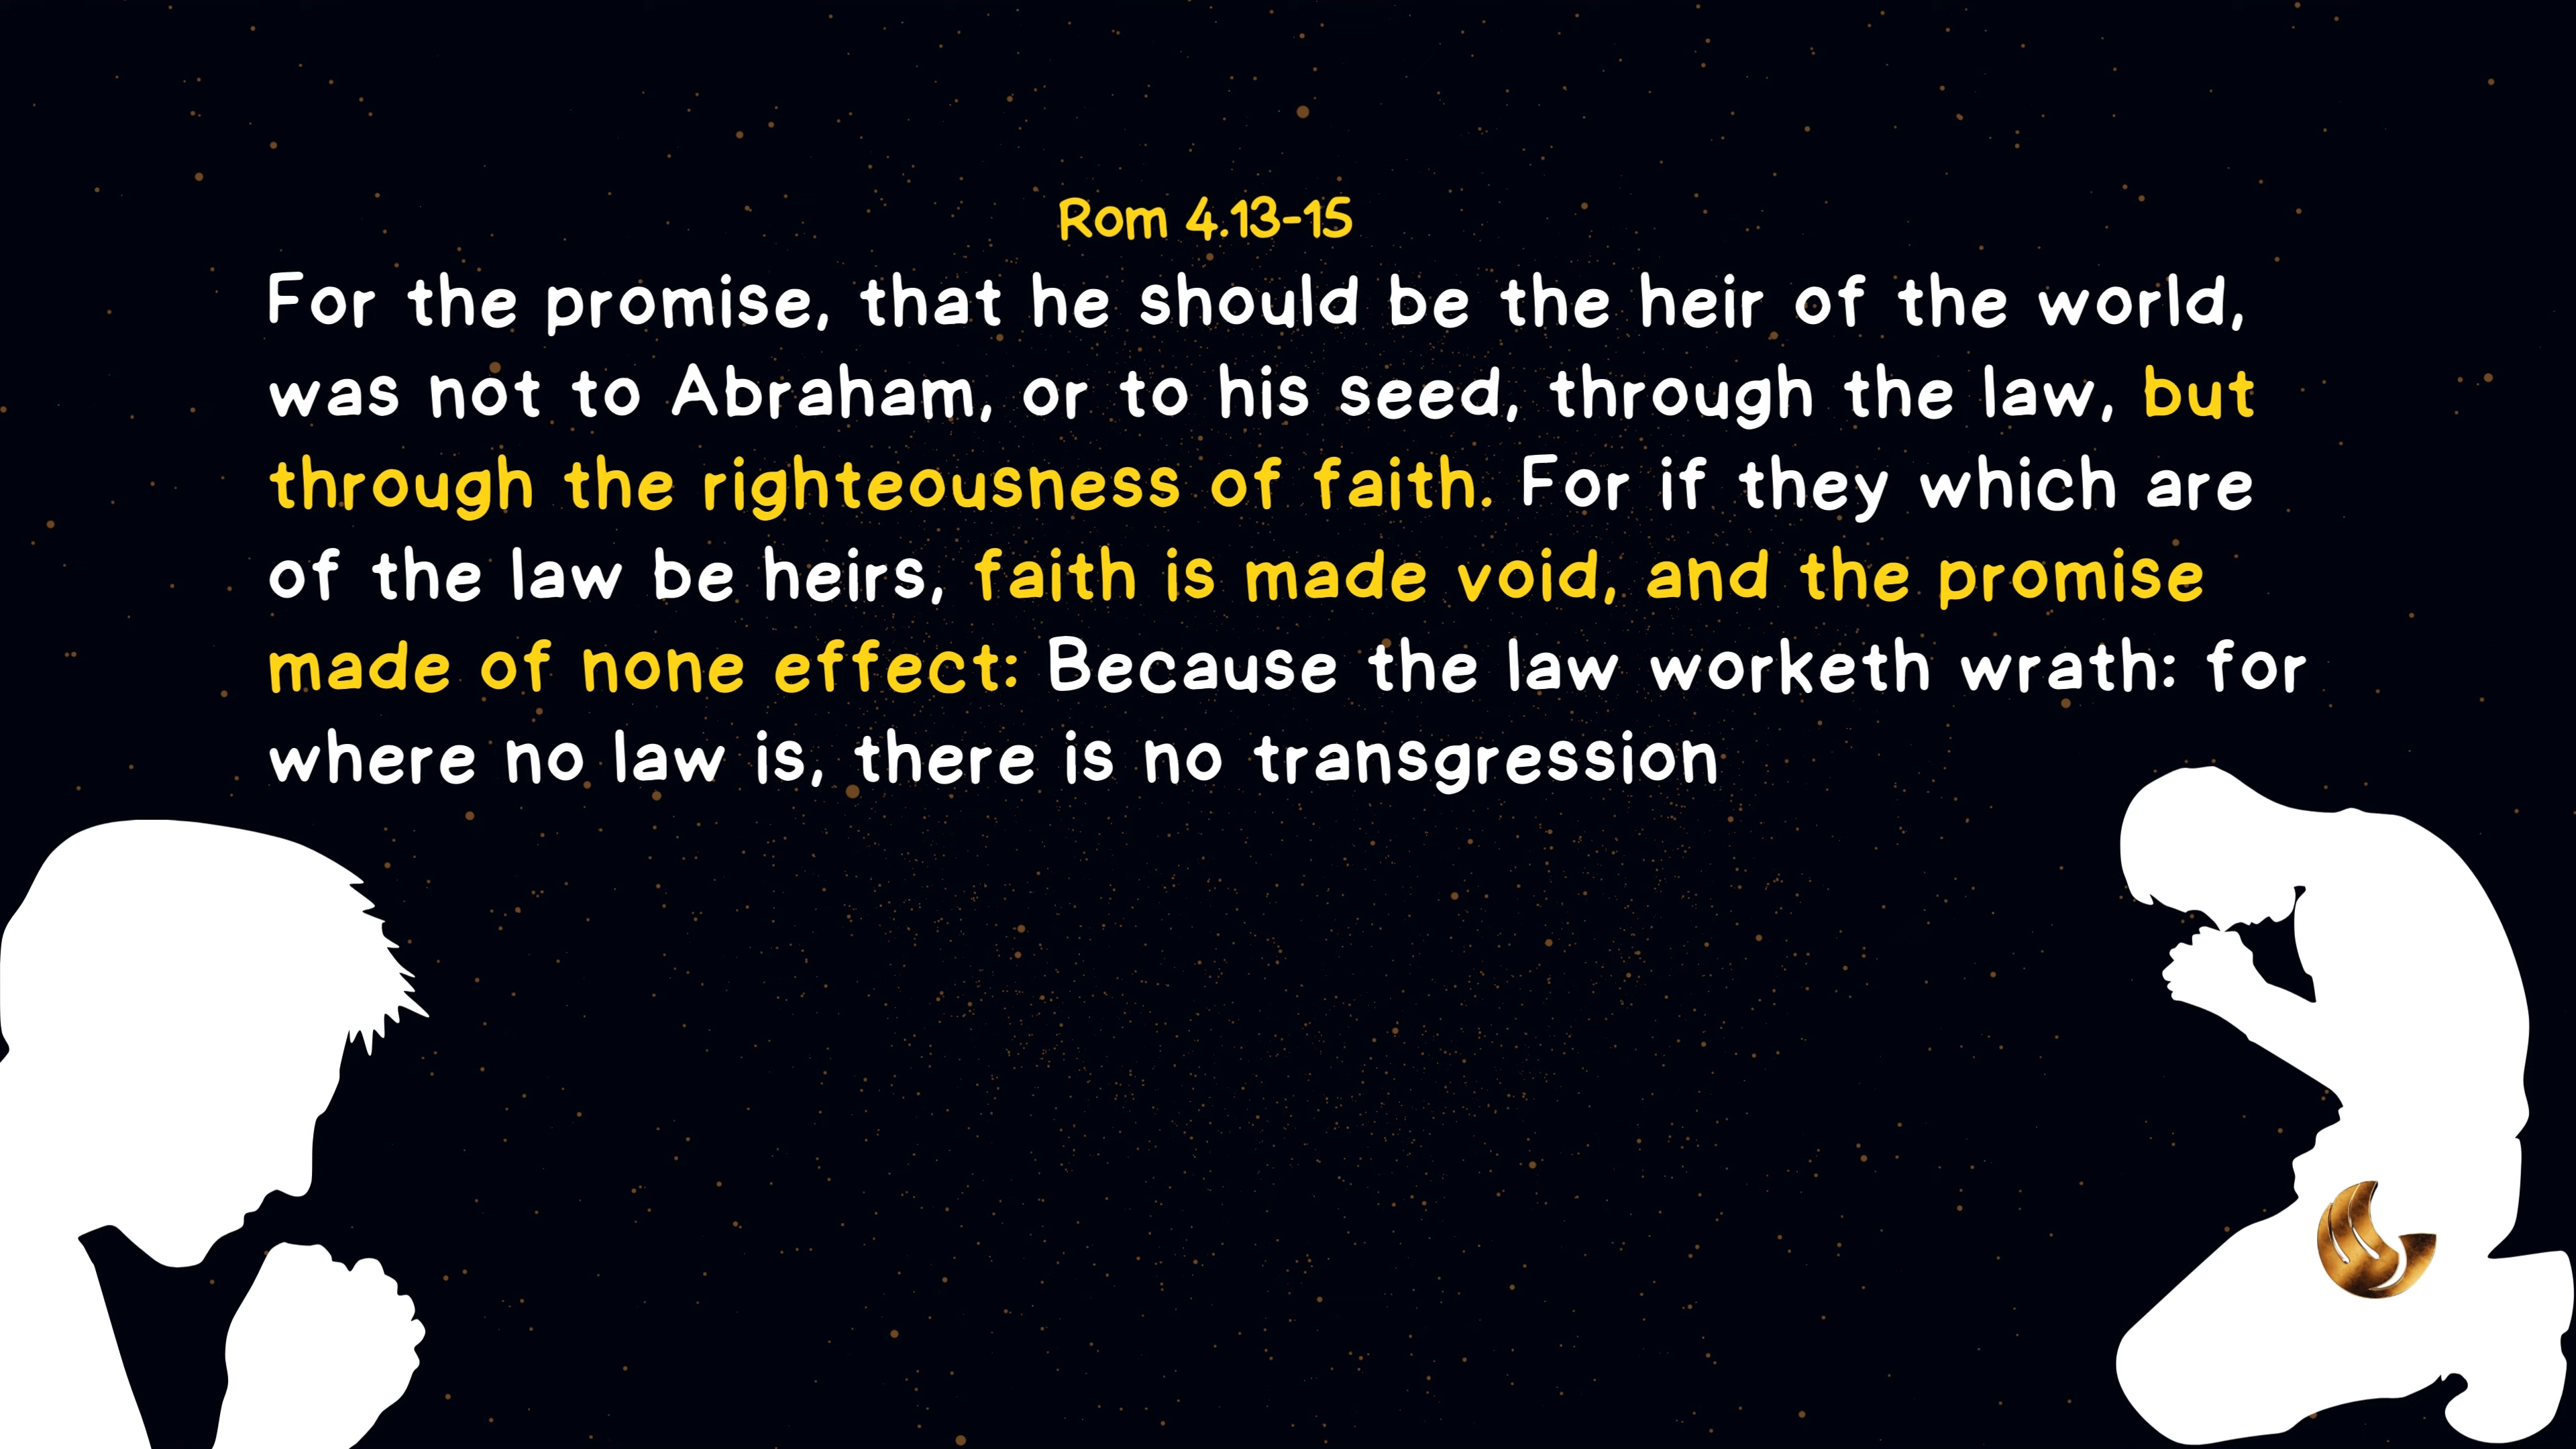 Rom 4.13-15
For the promise, that he should be the heir of the world,
was not to Abraham, or to his seed, through the law, but
through the righteousness of faith. For if they which are
of the law be heirs, faith is made void, and the promise
made of none effect: Because the law worketh wrath: for
where no law is, there is no transgression